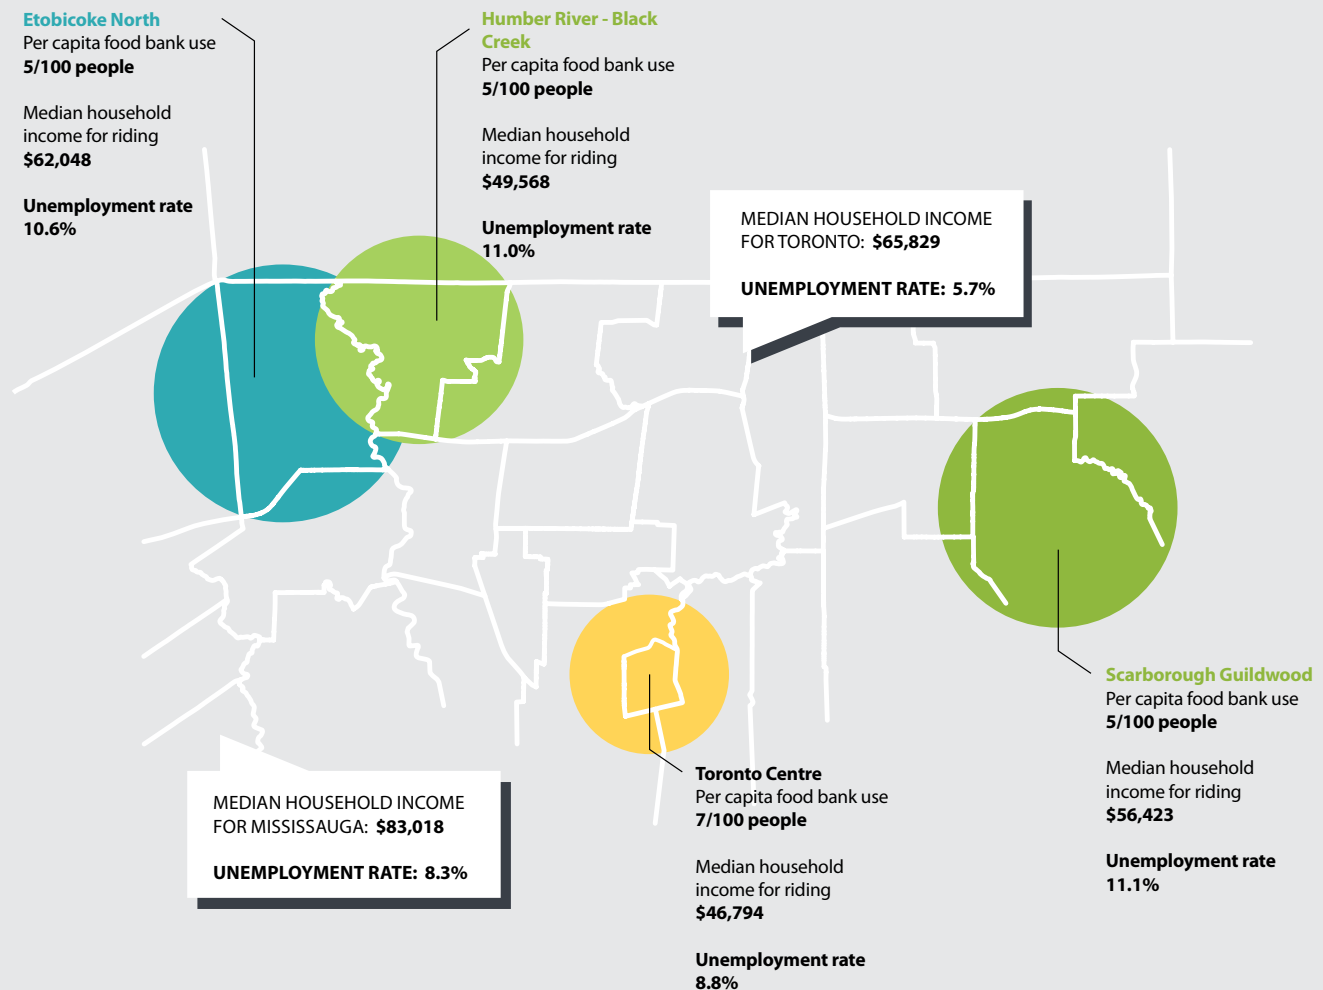 Etobicoke North
Per capita food bank use
5/100 people
Median household
income for riding
$62,048
Unemployment rate
10.6%
Humber River - Black
Creek
Per capita food bank use
5/100 people
Median household
income for riding
$49,568
Unemployment rate
11.0%
MEDIAN HOUSEHOLD INCOME
FOR TORONTO: $65,829
UNEMPLOYMENT RATE: 5.7%
MEDIAN HOUSEHOLD INCOME
FOR MISSISSAUGA: $83,018
UNEMPLOYMENT RATE: 8.3%
Toronto Centre
Per capita food bank use
7/100 people
Median household
income for riding
$46,794
Unemployment rate
8.8%
Scarborough Guildwood
Per capita food bank use
5/100 people
Median household
income for riding
$56,423
Unemployment rate
11.1%